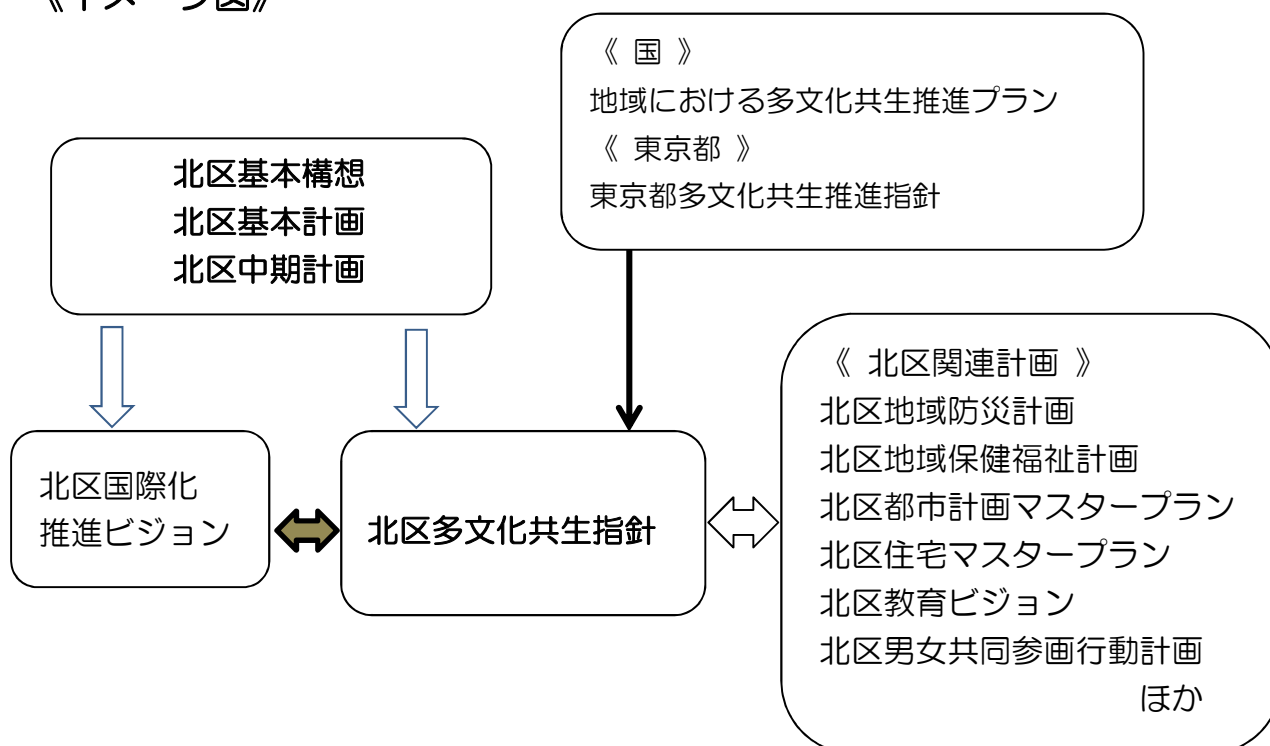 《イメージ図》
《 国 》
地域における多文化共生推進プラン
《 東京都 》
東京都多文化共生推進指針
北区基本構想
北区基本計画
北区中期計画
《 北区関連計画 》
北区地域防災計画
北区地域保健福祉計画
北区都市計画マスタープラン
北区住宅マスタープラン
北区教育ビジョン
北区男女共同参画行動計画
ほか
北区国際化
推進ビジョン
北区多文化共生指針